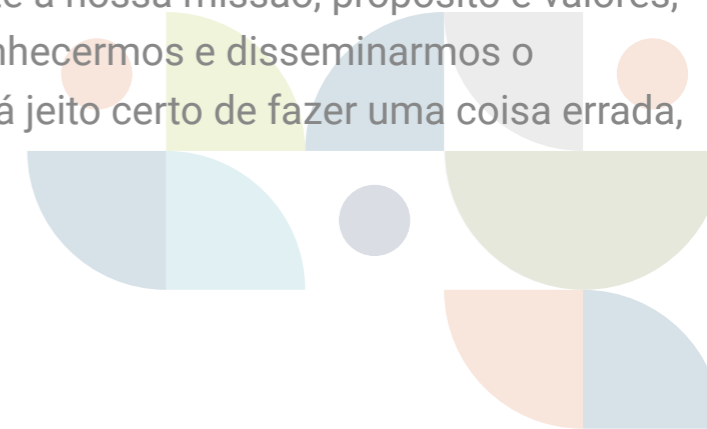 à nossa missão, propósito e valores,
nhecermos e disseminarmos o
á jeito certo de fazer uma coisa errada,